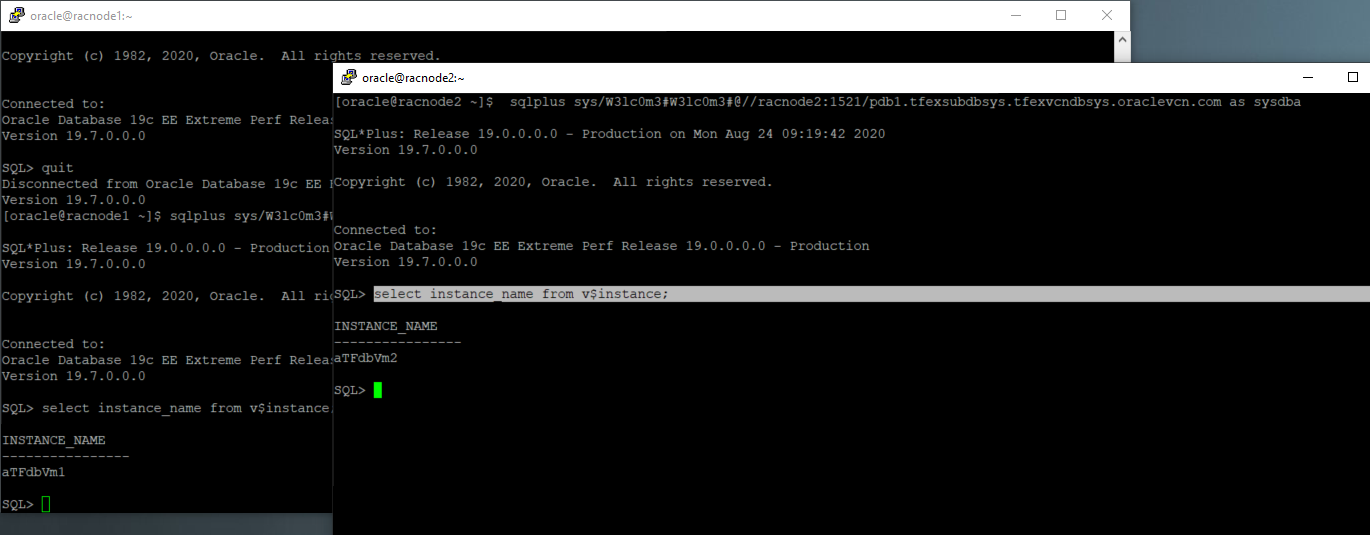 oracle@racnode1:~
Copyright (c) 1982, 2020, Oracle.  All rights reserved.
Connected to:
Oracle Database 19c EE Extreme Perf Relea
Version 19.7.0.0.0
SQL> quit
Disconnected from Oracle Database 19c EE
Version 19.7.0.0.0
[oracle@racnode1 ~]$ sqlplus sys/W3lc0m3#
SQL*Plus: Release 19.0.0.0.0 - Production
Version 19.7.0.0.0
Copyright (c) 1982, 2020, Oracle.  All ri
Connected to:
Oracle Database 19c EE Extreme Perf Relea
Version 19.7.0.0.0
SQL> select instance_name from v$instance
INSTANCE_NAME
----------------
aTFdbVm1
SQL>
oracle@racnode2:~
[oracle@racnode2 ~]$  sqlplus sys/W3lc0m3#W3lc0m3#@//racnode2:1521/pdb1.tfexsubdbsys.tfexvcndbsys.oraclevcn.com as sysdba
SQL*Plus: Release 19.0.0.0.0 - Production on Mon Aug 24 09:19:42 2020
Version 19.7.0.0.0
Copyright (c) 1982, 2020, Oracle.  All rights reserved.
Connected to:
Oracle Database 19c EE Extreme Perf Release 19.0.0.0.0 - Production
Version 19.7.0.0.0
SQL> select instance_name from v$instance;
INSTANCE_NAME
----------------
aTFdbVm2
SQL>